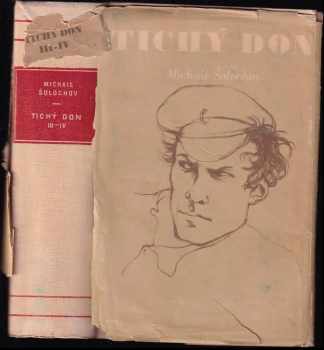 TICHÝ DON
III-IV
MICHAIL
ŠOLOCHOV
TICHÝ DON
III-IV
TICHÝ DON
Michail Šolochov